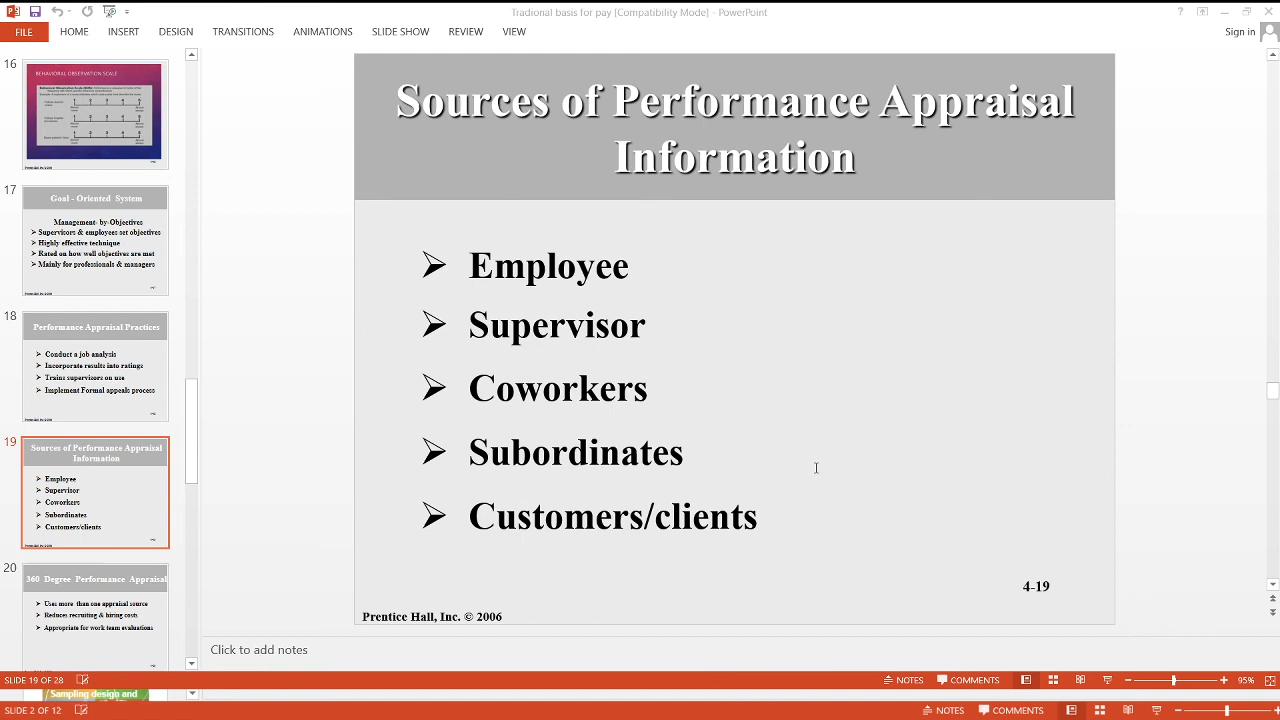 Tradional basis for pay [Compatibility Mode] - PowerPoint
FILE HOME INSERT DESIGN TRANSITIONS ANIMATIONS SLIDE SHOW REVIEW VIEW Sign in
16
BEHAVIORAL OBSERVATION SCALE
17
Goal - Oriented System
Management- by-Objectives
➢ Supervisors & employees set objectives
➢ Highly effective technique
➢ Rated on how well objectives are met
➢ Mainly for professionals & managers
18
Performance Appraisal Practices
➢ Conduct a job analysis
➢ Incorporate results into ratings
➢ Trains supervisors on use
➢ Implement Formal appeals process
19
Sources of Performance Appraisal
Information
➢ Employee
➢ Supervisor
➢ Coworkers
➢ Subordinates
➢ Customers/clients
20
360 Degree Performance Appraisal
➢ Uses more than one appraisal source
➢ Reduces recruiting & hiring costs
➢ Appropriate for work team evaluations
Sources of Performance Appraisal
Information
➢ Employee
➢ Supervisor
➢ Coworkers
➢ Subordinates
➢ Customers/clients
4-19
Prentice Hall, Inc. © 2006
Click to add notes
SLIDE 19 OF 28 NOTES COMMENTS 95%
Sampling design and
SLIDE 2 OF 12 NOTES COMMENTS